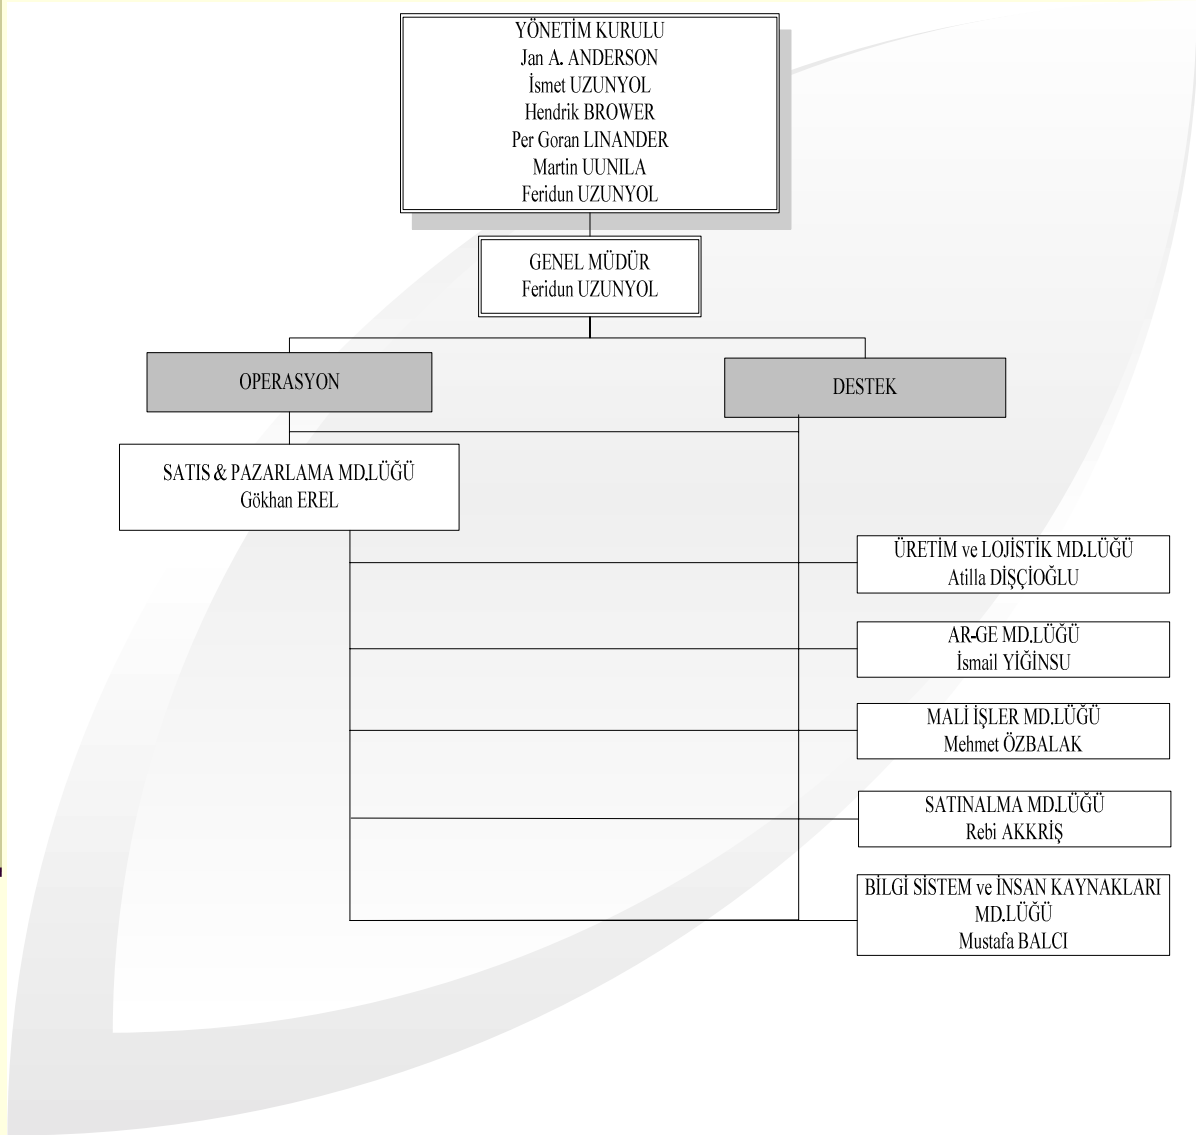 YÖNETİM KURULU
Jan A. ANDERSON
İsmet UZUNYOL
Hendrik BROWER
Per Goran LINANDER
Martin UUNILA
Feridun UZUNYOL
GENEL MÜDÜR
Feridun UZUNYOL
OPERASYON
DESTEK
SATIS & PAZARLAMA MD.LÜĞÜ
Gökhan EREL
ÜRETİM ve LOJİSTİK MD.LÜĞÜ
Atilla DİŞÇİOĞLU
AR-GE MD.LÜĞÜ
İsmail YİĞİNSU
MALİ İŞLER MD.LÜĞÜ
Mehmet ÖZBALAK
SATINALMA MD.LÜĞÜ
Rebi AKKRİŞ
BİLGİ SİSTEM ve İNSAN KAYNAKLARI
MD.LÜĞÜ
Mustafa BALCI